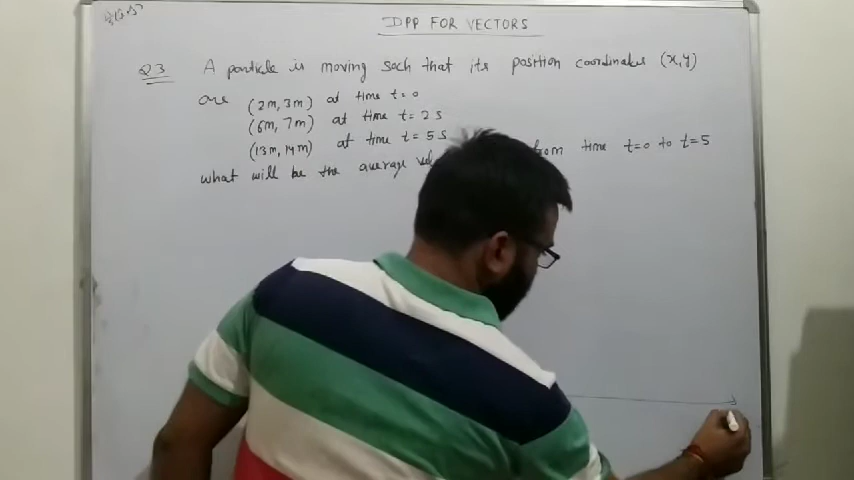 DPP FOR VECTORS
Q3 A particle is moving such that its position coordinates (x,y)
are (2m, 3m) at time t=0
(6m, 7m) at time t= 2 s
(13m, 14m) at time t= 5 s
what will be the average from time t=0 to t=5